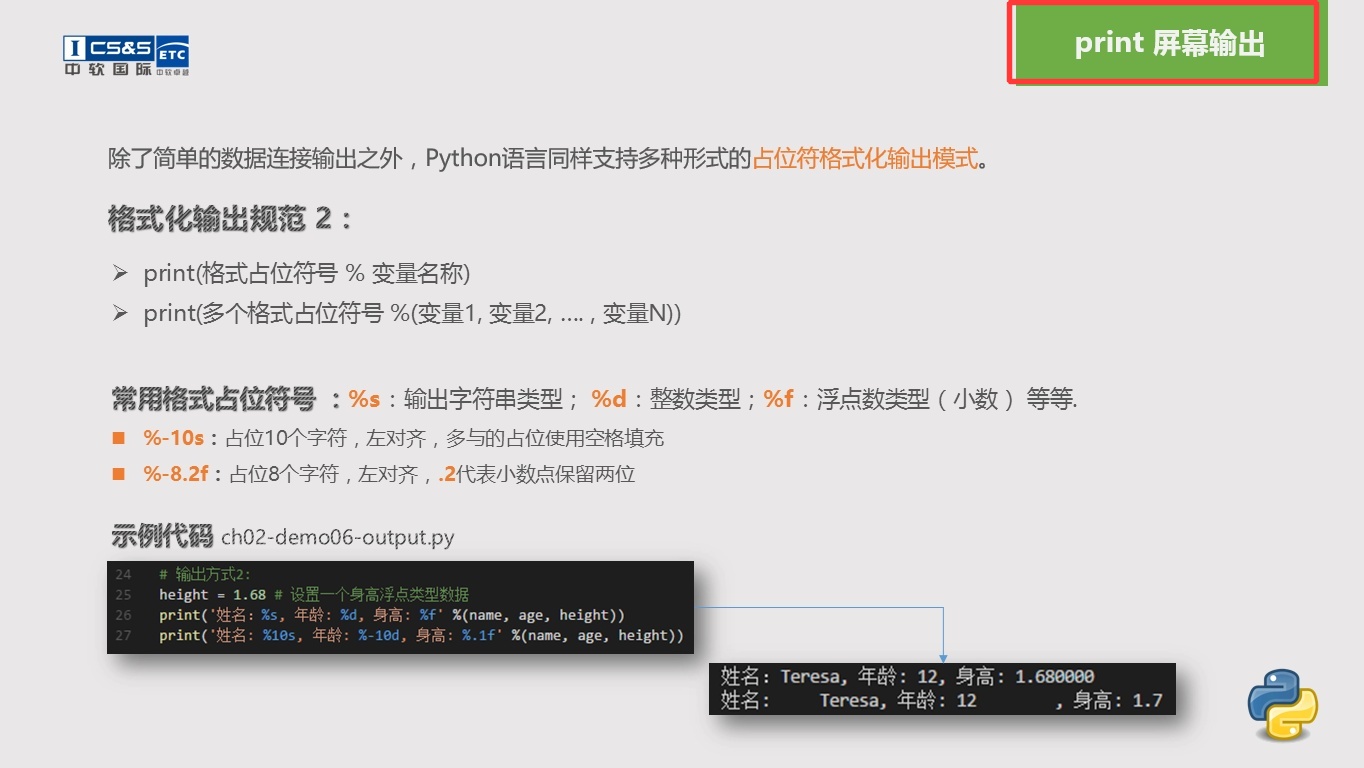 CS&S ETC
中软国际 中软卓越
print 屏幕输出
除了简单的数据连接输出之外，Python语言同样支持多种形式的占位符格式化输出模式。
格式化输出规范 2：
➢ print(格式占位符号 % 变量名称)
➢ print(多个格式占位符号 %(变量1, 变量2, …. , 变量N))
常用格式占位符号 ：%s：输出字符串类型； %d：整数类型；%f：浮点数类型（小数） 等等.
■ %-10s：占位10个字符，左对齐，多与的占位使用空格填充
■ %-8.2f：占位8个字符，左对齐，.2代表小数点保留两位
示例代码 ch02-demo06-output.py
24 # 输出方式2:
25 height = 1.68 # 设置一个身高浮点类型数据
26 print('姓名: %s, 年龄: %d, 身高: %f' %(name, age, height))
27 print('姓名: %10s, 年龄: %-10d, 身高: %.1f' %(name, age, height))
姓名: Teresa, 年龄: 12, 身高: 1.680000
姓名:     Teresa, 年龄: 12        , 身高: 1.7